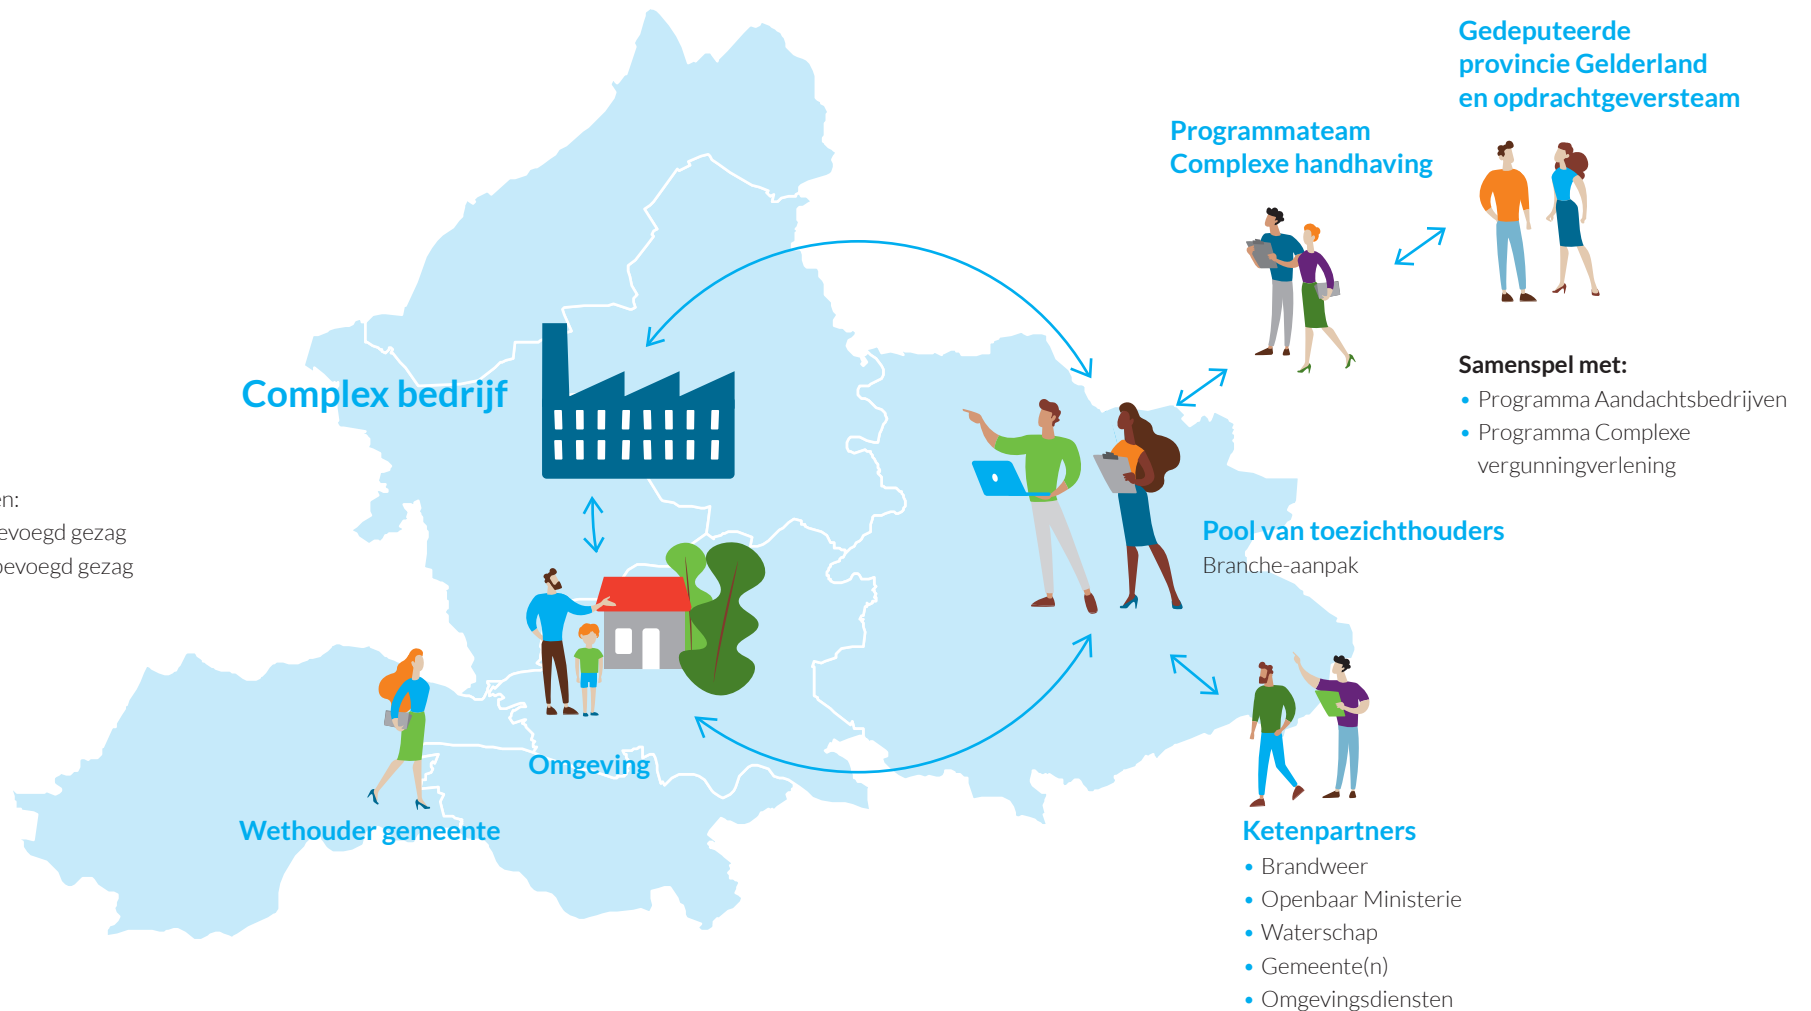 Gedeputeerde
provincie Gelderland
en opdrachtgeversteam
Programmateam
Complexe handhaving
Samenspel met:
• Programma Aandachtsbedrijven
• Programma Complexe
vergunningverlening
Complex bedrijf
en:
evoegd gezag
bevoegd gezag
Pool van toezichthouders
Branche-aanpak
Omgeving
Wethouder gemeente
Ketenpartners
• Brandweer
• Openbaar Ministerie
• Waterschap
• Gemeente(n)
• Omgevingsdiensten